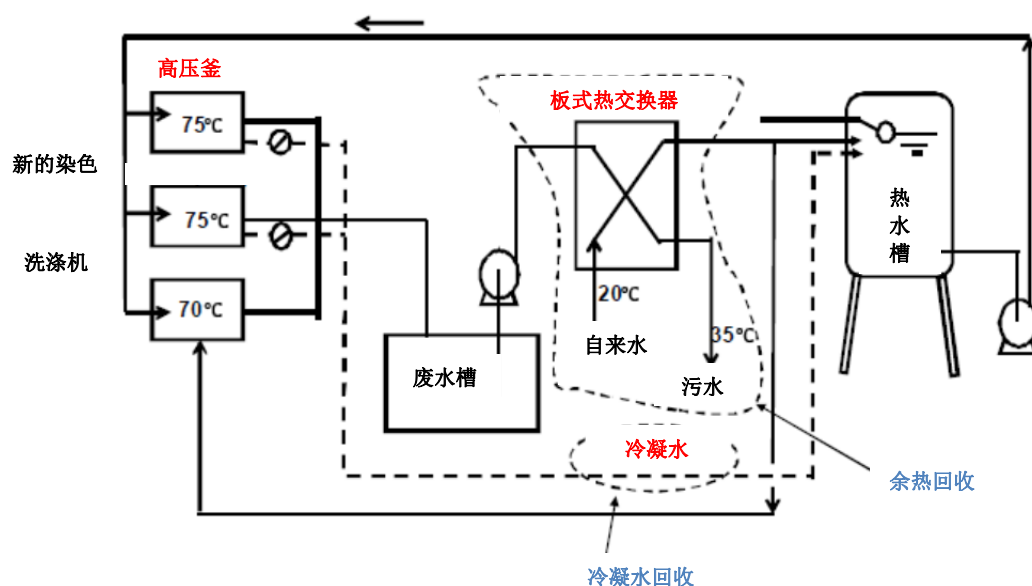 高压釜
板式热交换器
75℃
新的染色
75℃
热水槽
洗涤机
70℃
20℃
自来水
35℃
废水槽
污水
冷凝水
余热回收
冷凝水回收